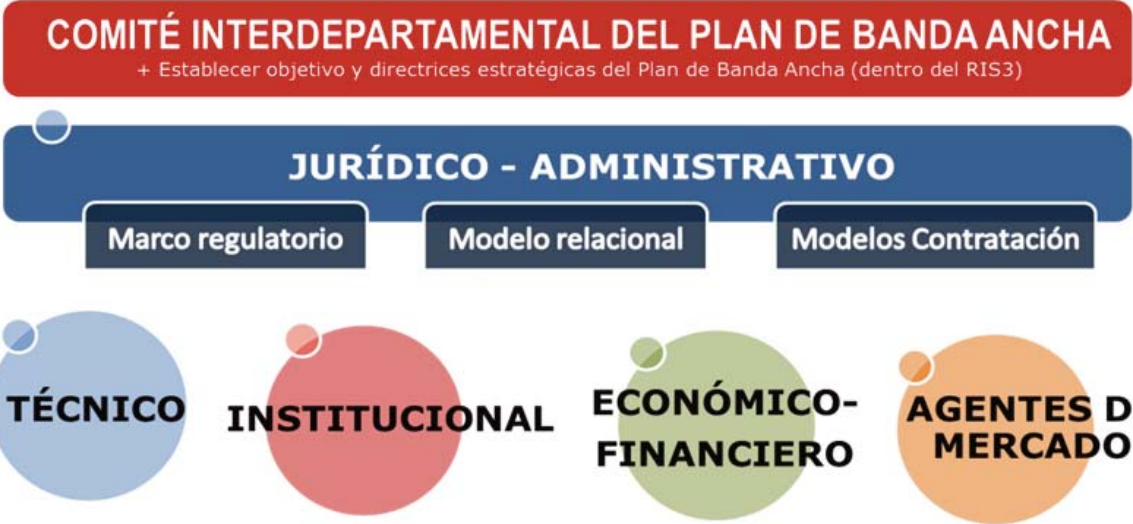 COMITÉ INTERDEPARTAMENTAL DEL PLAN DE BANDA ANCHA
+ Establecer objetivo y directrices estratégicas del Plan de Banda Ancha (dentro del RIS3)
JURÍDICO - ADMINISTRATIVO
Marco regulatorio
Modelo relacional
Modelos Contratación
TÉCNICO
INSTITUCIONAL
ECONÓMICO-
FINANCIERO
AGENTES D
MERCADO